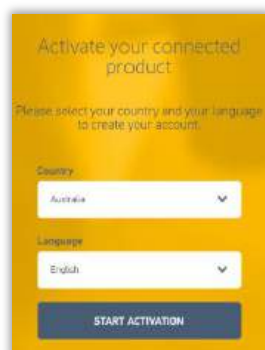 Activate your connected
product
Please select your country and your language
to create your account.
Country
Australia
Language
English
START ACTIVATION